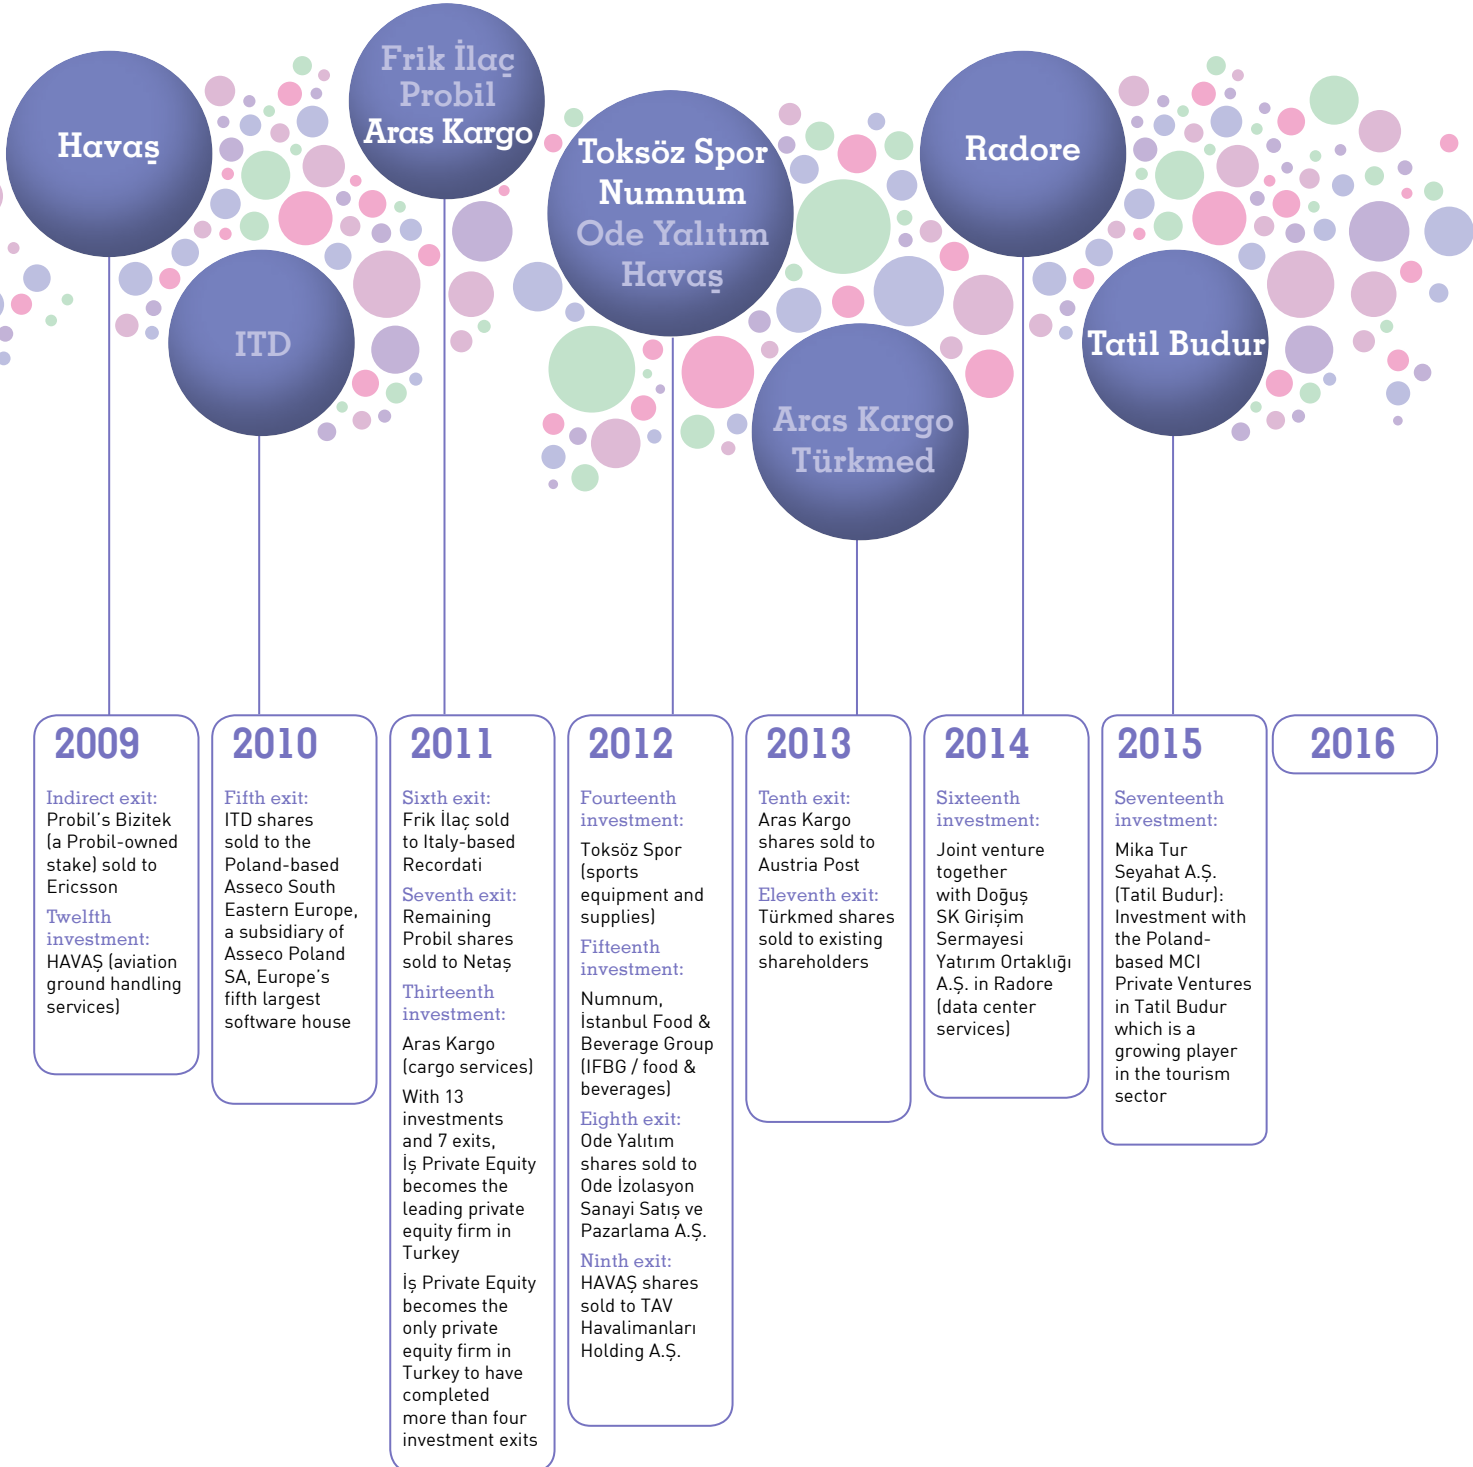 Havaş
ITD
Frik İlaç
Probil
Aras Kargo
Toksöz Spor
Numnum
Ode Yalıtım
Havaş
Aras Kargo
Türkmed
Radore
Tatil Budur
2009
Indirect exit:
Probil's Bizitek
(a Probil-owned
stake) sold to
Ericsson
Twelfth
investment:
HAVAŞ (aviation
ground handling
services)
2010
Fifth exit:
ITD shares
sold to the
Poland-based
Asseco South
Eastern Europe,
a subsidiary of
Asseco Poland
SA, Europe's
fifth largest
software house
2011
Sixth exit:
Frik İlaç sold
to Italy-based
Recordati
Seventh exit:
Remaining
Probil shares
sold to Netaş
Thirteenth
investment:
Aras Kargo
(cargo services)
With 13
investments
and 7 exits,
İş Private Equity
becomes the
leading private
equity firm in
Turkey
İş Private Equity
becomes the
only private
equity firm in
Turkey to have
completed
more than four
investment exits
2012
Fourteenth
investment:
Toksöz Spor
(sports
equipment and
supplies)
Fifteenth
investment:
Numnum,
İstanbul Food &
Beverage Group
(IFBG / food &
beverages)
Eighth exit:
Ode Yalıtım
shares sold to
Ode İzolasyon
Sanayi Satış ve
Pazarlama A.Ş.
Ninth exit:
HAVAŞ shares
sold to TAV
Havalimanları
Holding A.Ş.
2013
Tenth exit:
Aras Kargo
shares sold to
Austria Post
Eleventh exit:
Türkmed shares
sold to existing
shareholders
2014
Sixteenth
investment:
Joint venture
together
with Doğuş
SK Girişim
Sermayesi
Yatırım Ortaklığı
A.Ş. in Radore
(data center
services)
2015
Seventeenth
investment:
Mika Tur
Seyahat A.Ş.
(Tatil Budur):
Investment with
the Poland-
based MCI
Private Ventures
in Tatil Budur
which is a
growing player
in the tourism
sector
2016